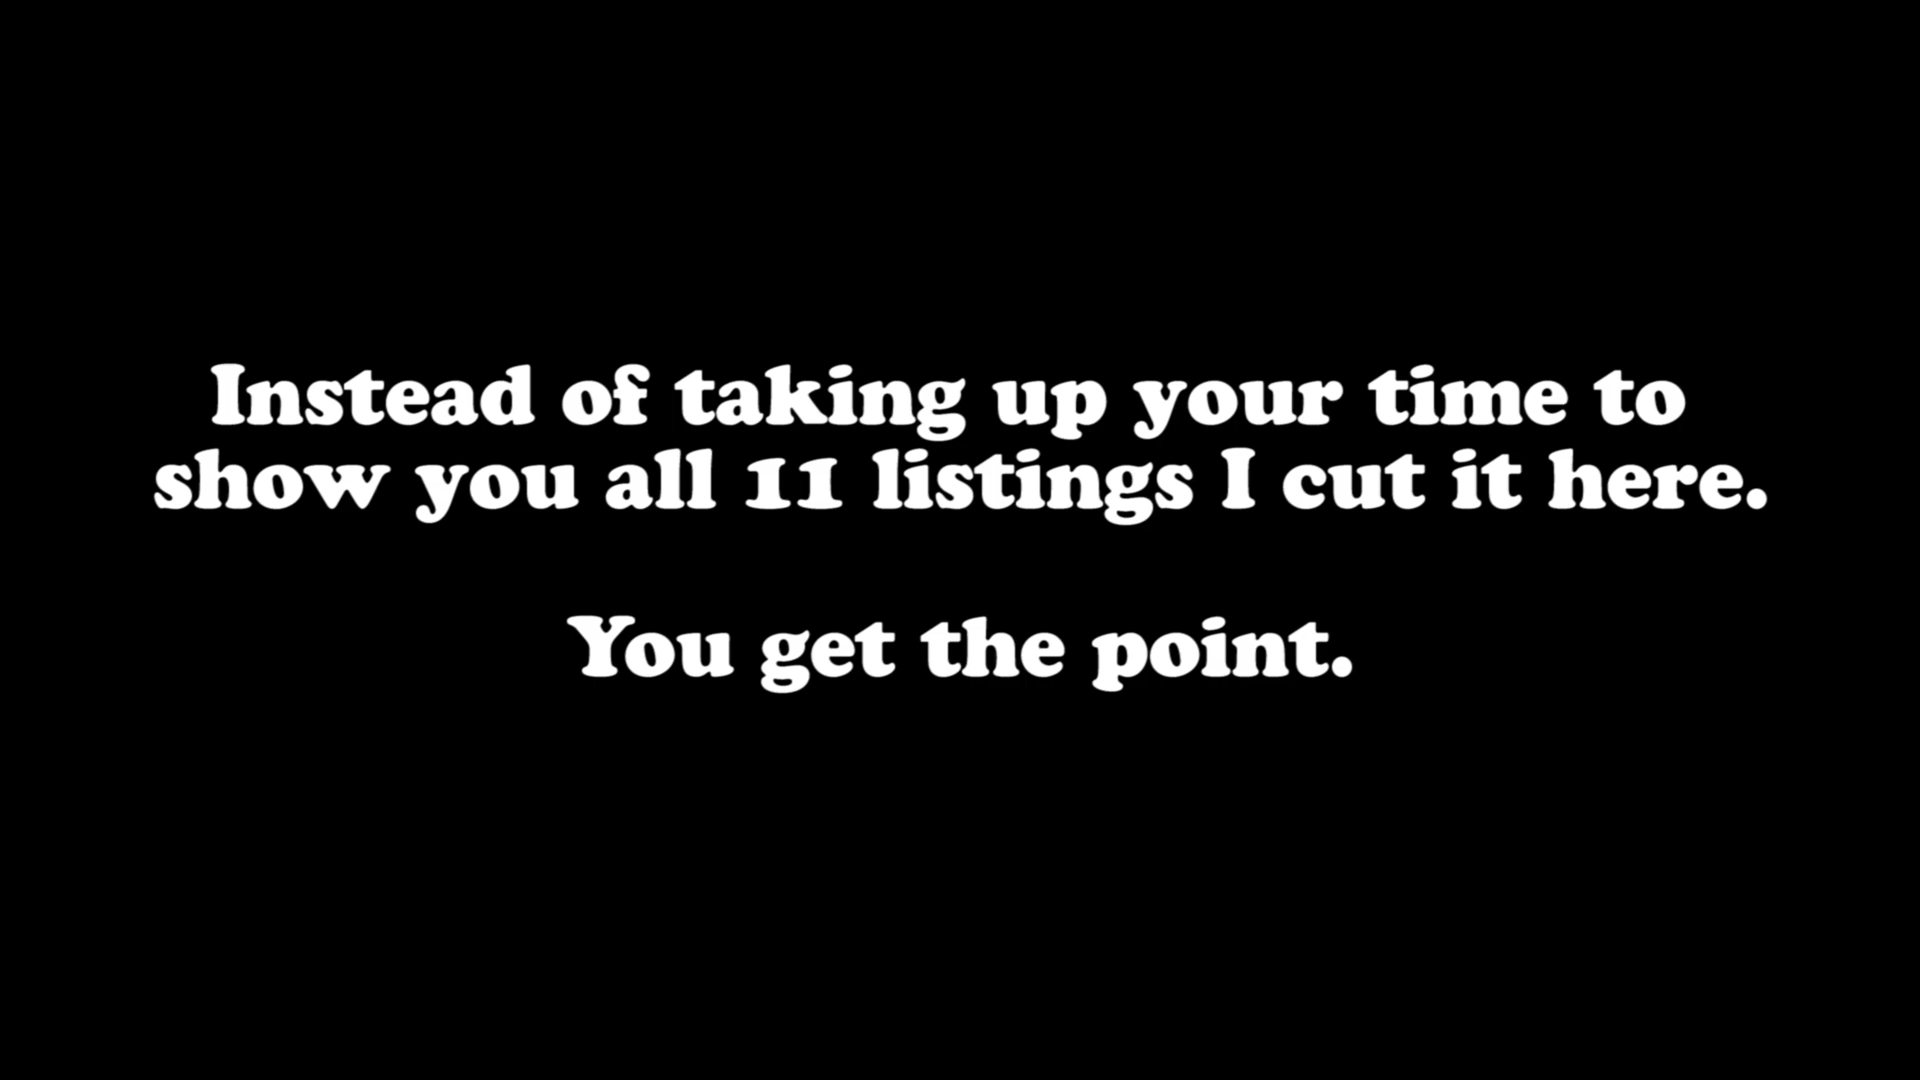 Instead of taking up your time to
show you all 11 listings I cut it here.
You get the point.